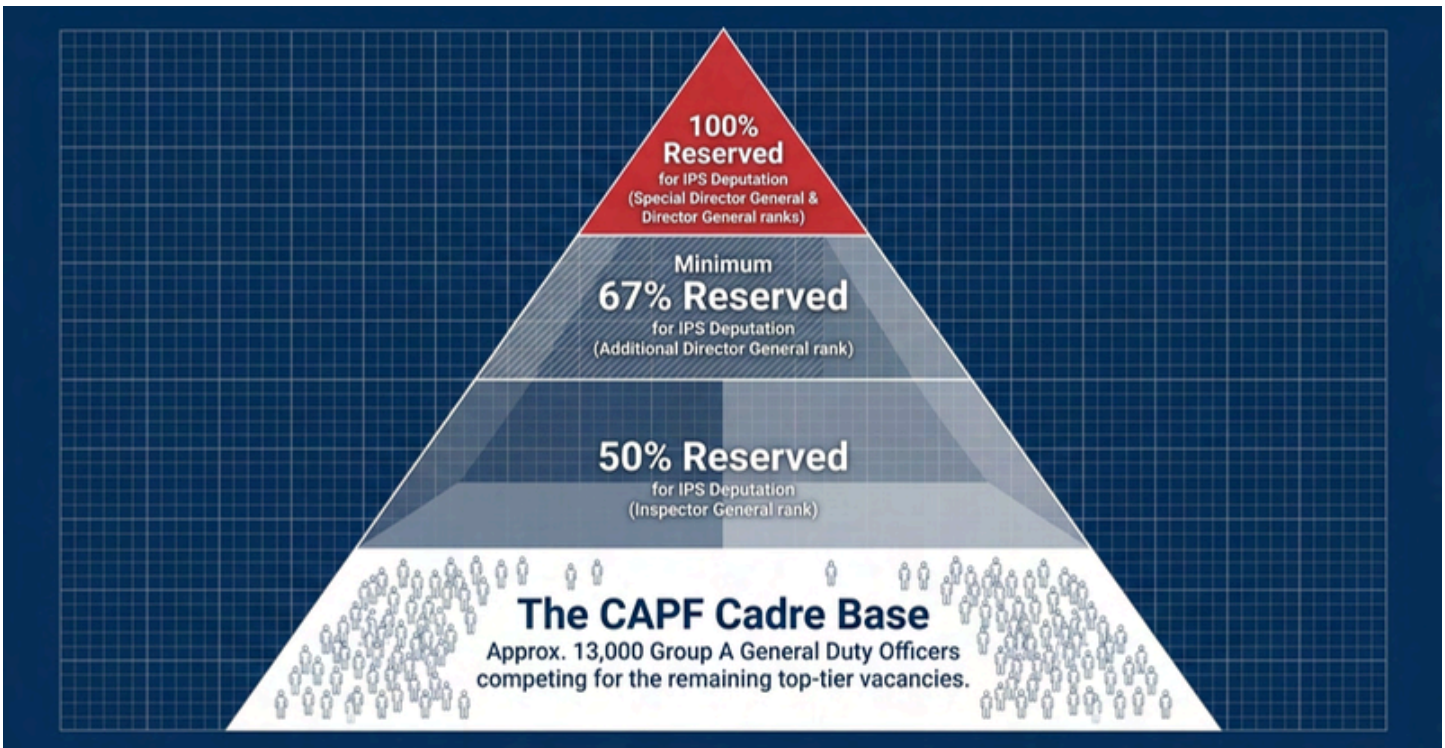 100%
Reserved
for IPS Deputation
(Special Director General &
Director General ranks)
Minimum
67% Reserved
for IPS Deputation
(Additional Director General rank)
50% Reserved
for IPS Deputation
(Inspector General rank)
The CAPF Cadre Base
Approx. 13,000 Group A General Duty Officers
competing for the remaining top-tier vacancies.